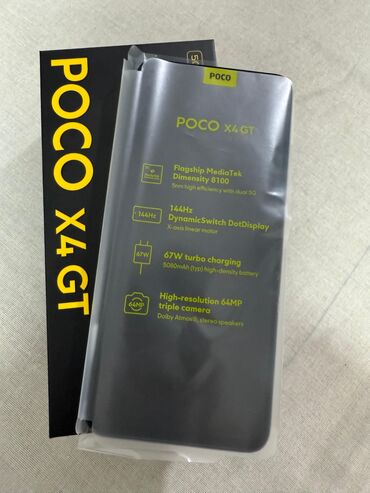 5G
POCO X4 GT
POCO
POCO X4 GT
Flagship MediaTek
Dimensity 8100
5nm high efficiency with dual 5G
144Hz
144Hz
DynamicSwitch DotDisplay
X-axis linear motor
67W
67W turbo charging
5080mAh (typ) high-density battery
64MP
High-resolution 64MP
triple camera
Dolby Atmos®, stereo speakers